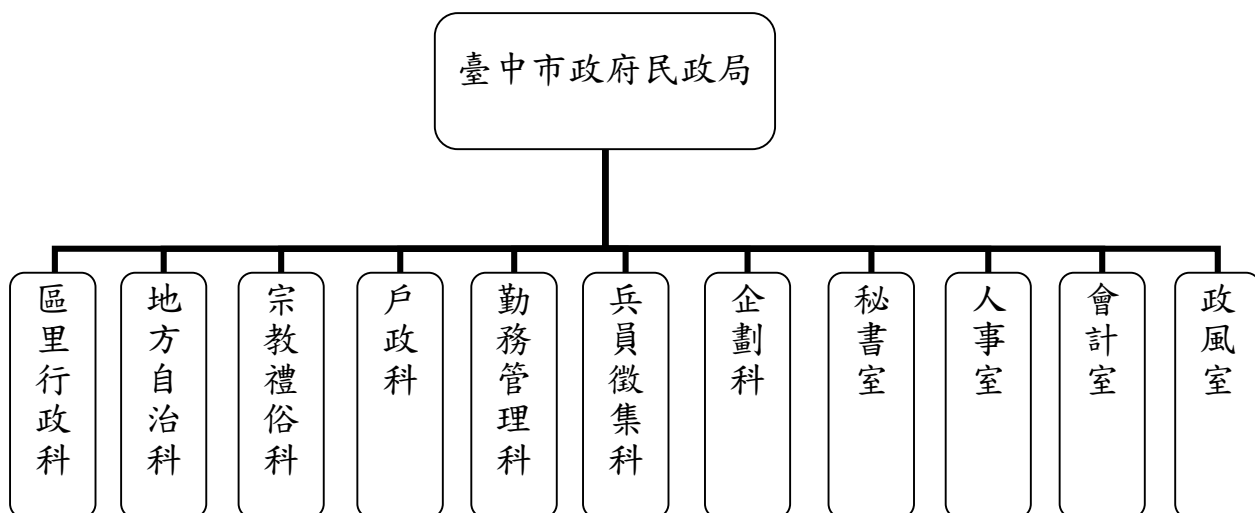 臺中市政府民政局
區里行政科
地方自治科
宗教禮俗科
戶政科
勤務管理科
兵員徵集科
企劃科
秘書室
人事室
會計室
政風室